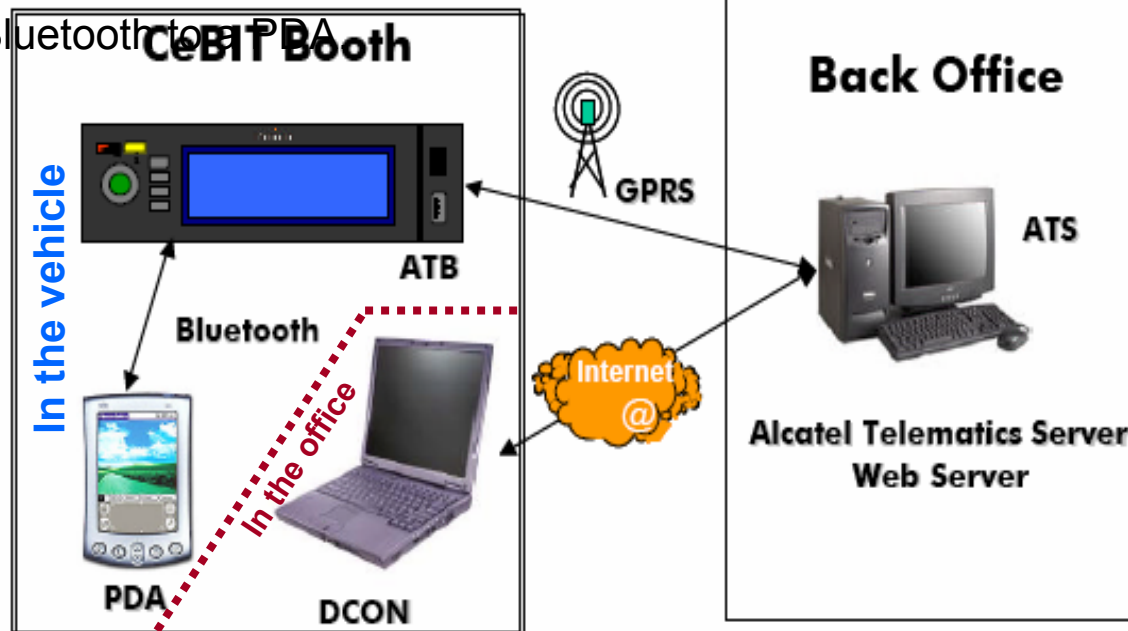 luetooth to a PDA
CeBIT Booth
Back Office
In the vehicle
GPRS
ATS
ATB
Bluetooth
In the office
Internet
@
Alcatel Telematics Server
Web Server
PDA
DCON